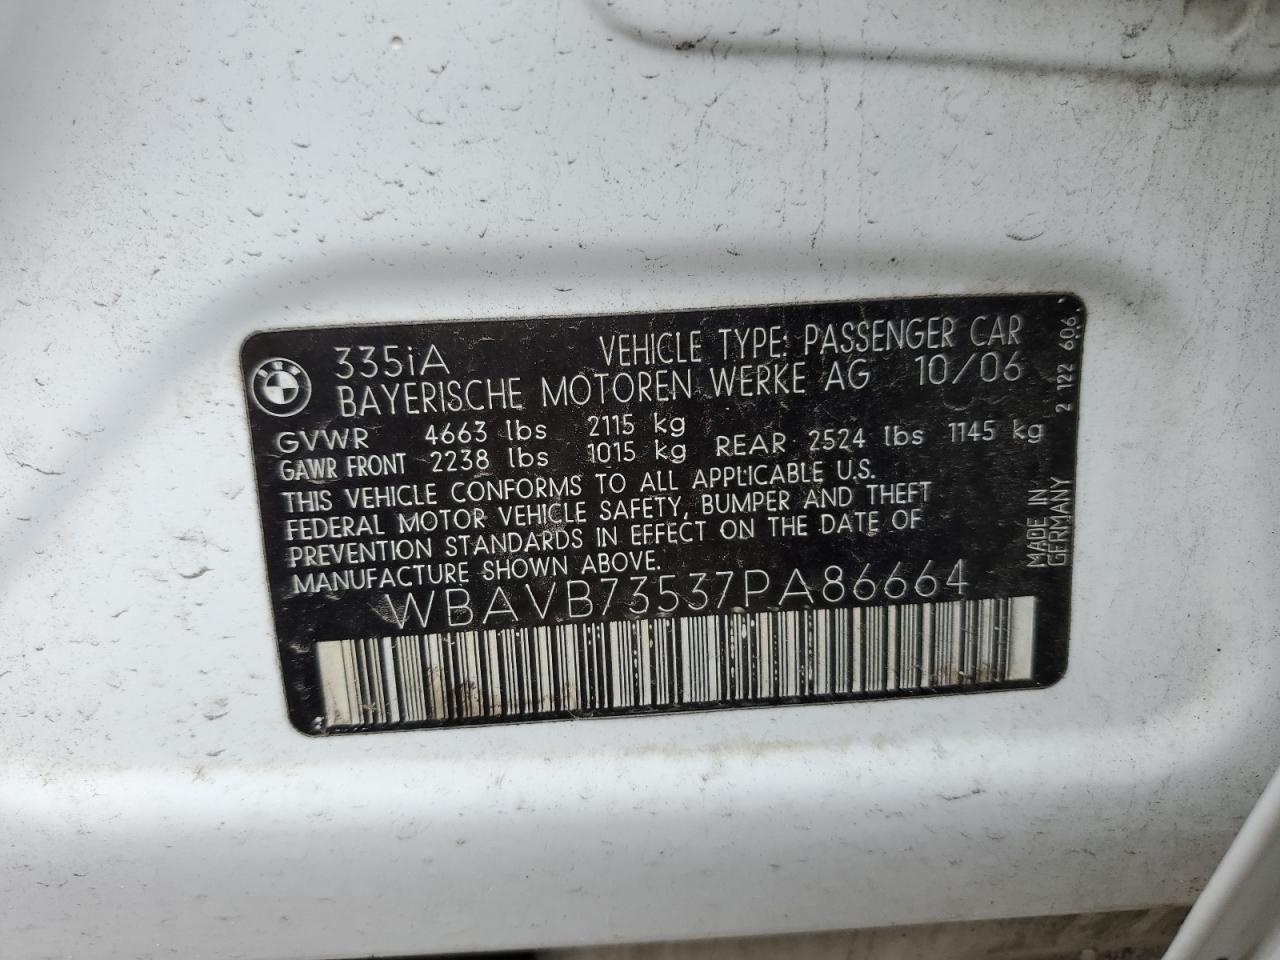 335iA VEHICLE TYPE: PASSENGER CAR
BAYERISCHE MOTOREN WERKE AG 10/06
GVWR 4663 lbs 2115 kg
GAWR FRONT 2238 lbs 1015 kg REAR 2524 lbs 1145 kg
THIS VEHICLE CONFORMS TO ALL APPLICABLE U.S.
FEDERAL MOTOR VEHICLE SAFETY, BUMPER AND THEFT
PREVENTION STANDARDS IN EFFECT ON THE DATE OF
MANUFACTURE SHOWN ABOVE.
WBAVB73537PA86664
MADE IN
GERMANY
2 122 606.